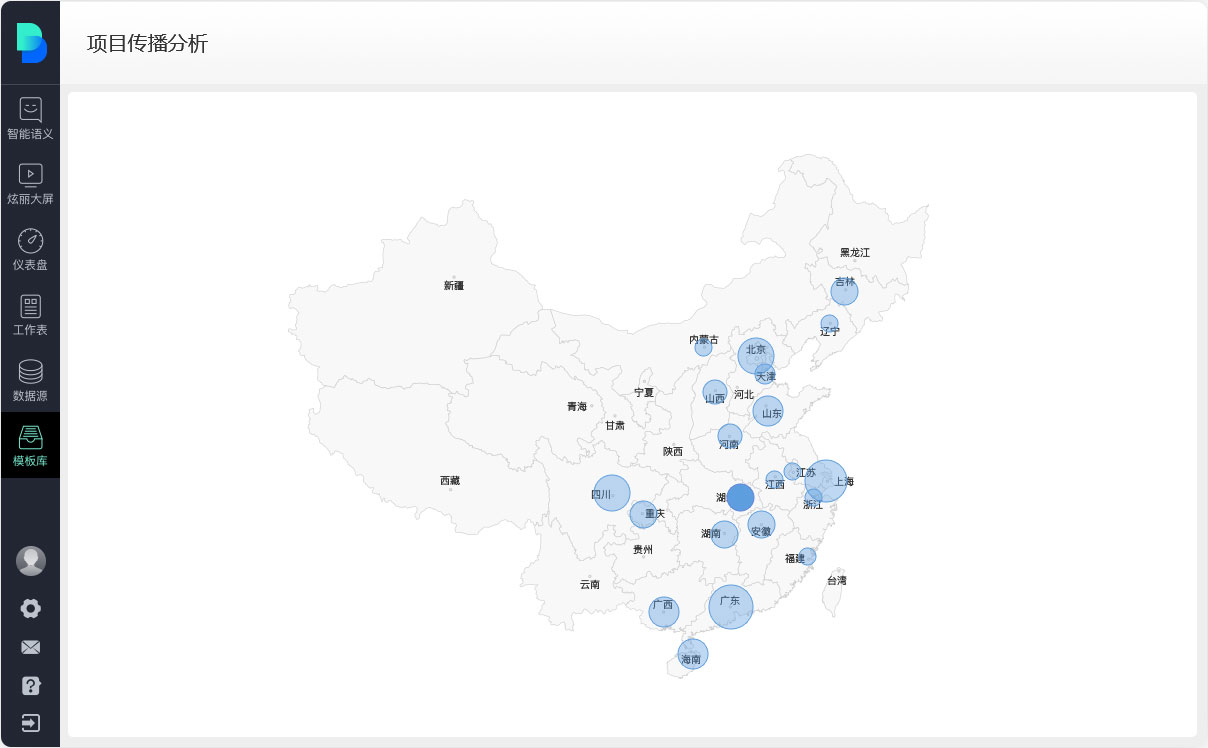 项目传播分析
智能语义
炫丽大屏
仪表盘
工作表
数据源
模板库
黑龙江
吉林
新疆
辽宁
内蒙古
北京
天津
宁夏
山西
河北
青海
山东
甘肃
河南
陕西
江苏
西藏
上海
江西
四川
湖
浙江
重庆
湖南
安徽
贵州
福建
云南
台湾
广西
广东
海南